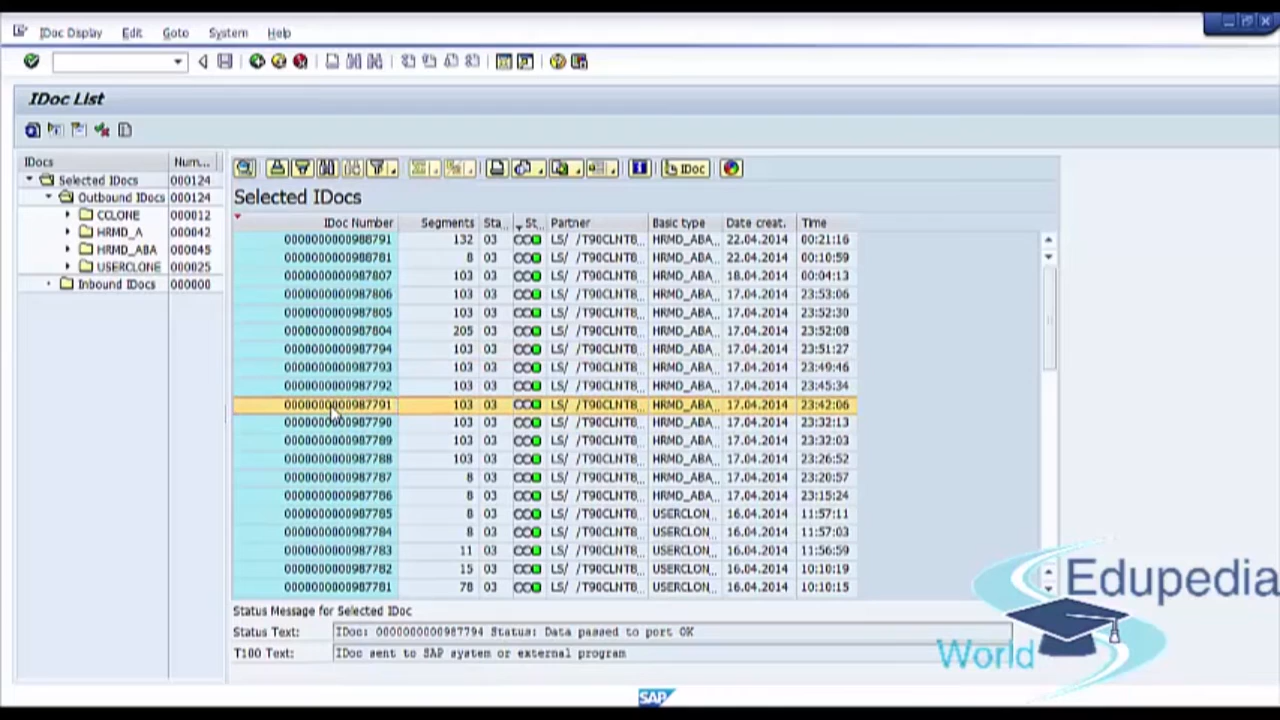 IDoc Display Edit Goto System Help
IDoc List
IDocs Num...
Selected IDocs 000124
Outbound IDocs 000124
CCLONE 000012
HRMD_A 000042
HRMD_ABA 000045
USERCLONE 000025
Inbound IDocs 000000
IDoc
Selected IDocs
IDoc Number Segments Sta... St... Partner Basic type Date creat. Time
0000000000988791 132 03 LS/ /T90CLNT8... HRMD_ABA... 22.04.2014 00:21:16
0000000000988781 8 03 LS/ /T90CLNT8... HRMD_ABA... 22.04.2014 00:10:59
0000000000987807 103 03 LS/ /T90CLNT8... HRMD_ABA... 18.04.2014 00:04:13
0000000000987806 103 03 LS/ /T90CLNT8... HRMD_ABA... 17.04.2014 23:53:06
0000000000987805 103 03 LS/ /T90CLNT8... HRMD_ABA... 17.04.2014 23:52:30
0000000000987804 205 03 LS/ /T90CLNT8... HRMD_ABA... 17.04.2014 23:52:08
0000000000987794 103 03 LS/ /T90CLNT8... HRMD_ABA... 17.04.2014 23:51:27
0000000000987793 103 03 LS/ /T90CLNT8... HRMD_ABA... 17.04.2014 23:49:46
0000000000987792 103 03 LS/ /T90CLNT8... HRMD_ABA... 17.04.2014 23:45:34
0000000000987791 103 03 LS/ /T90CLNT8... HRMD_ABA... 17.04.2014 23:42:06
0000000000987790 103 03 LS/ /T90CLNT8... HRMD_ABA... 17.04.2014 23:32:13
0000000000987789 103 03 LS/ /T90CLNT8... HRMD_ABA... 17.04.2014 23:32:03
0000000000987788 103 03 LS/ /T90CLNT8... HRMD_ABA... 17.04.2014 23:26:52
0000000000987787 8 03 LS/ /T90CLNT8... HRMD_ABA... 17.04.2014 23:20:57
0000000000987786 8 03 LS/ /T90CLNT8... HRMD_ABA... 17.04.2014 23:15:24
0000000000987785 8 03 LS/ /T90CLNT8... USERCLON... 16.04.2014 11:57:11
0000000000987784 8 03 LS/ /T90CLNT8... USERCLON... 16.04.2014 11:57:03
0000000000987783 11 03 LS/ /T90CLNT8... USERCLON... 16.04.2014 11:56:59
0000000000987782 15 03 LS/ /T90CLNT8... USERCLON... 16.04.2014 10:10:19
0000000000987781 78 03 LS/ /T90CLNT8... USERCLON... 16.04.2014 10:10:15
Status Message for Selected IDoc
Status Text: IDoc: 0000000000987794 Status: Data passed to port OK
T100 Text: IDoc sent to SAP system or external program
Edupedia
World
SAP